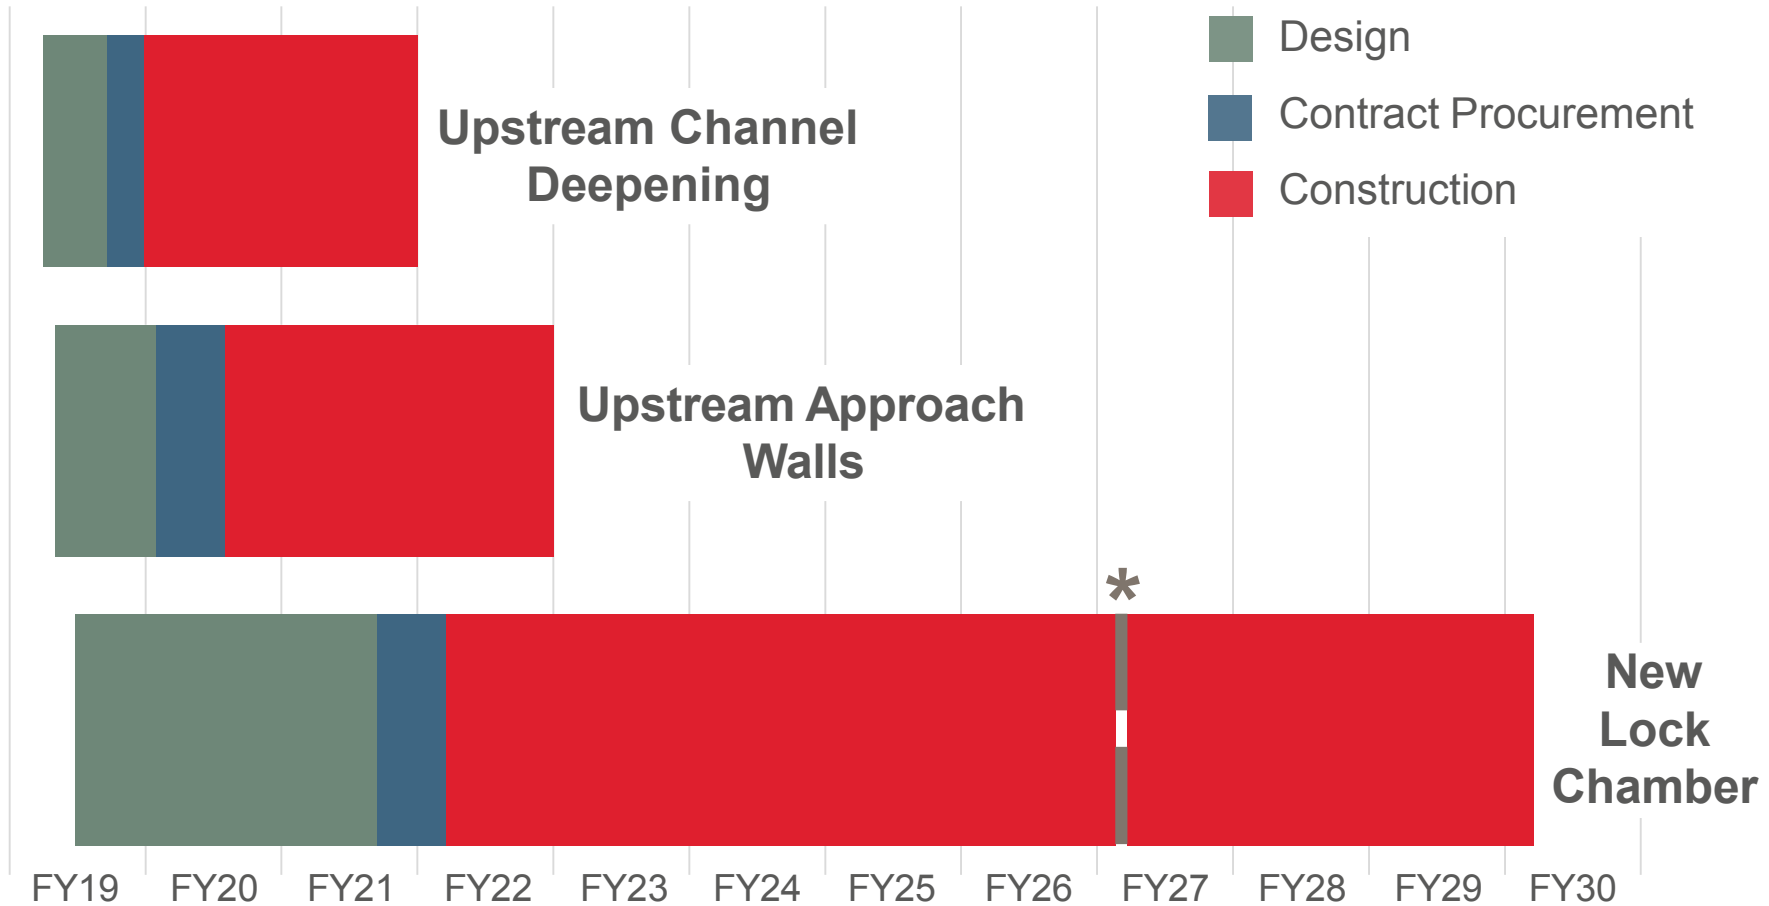 Design
Contract Procurement
Construction
Upstream Channel
Deepening
Upstream Approach
Walls
*
New
Lock
Chamber
FY19 FY20 FY21 FY22 FY23 FY24 FY25 FY26 FY27 FY28 FY29 FY30